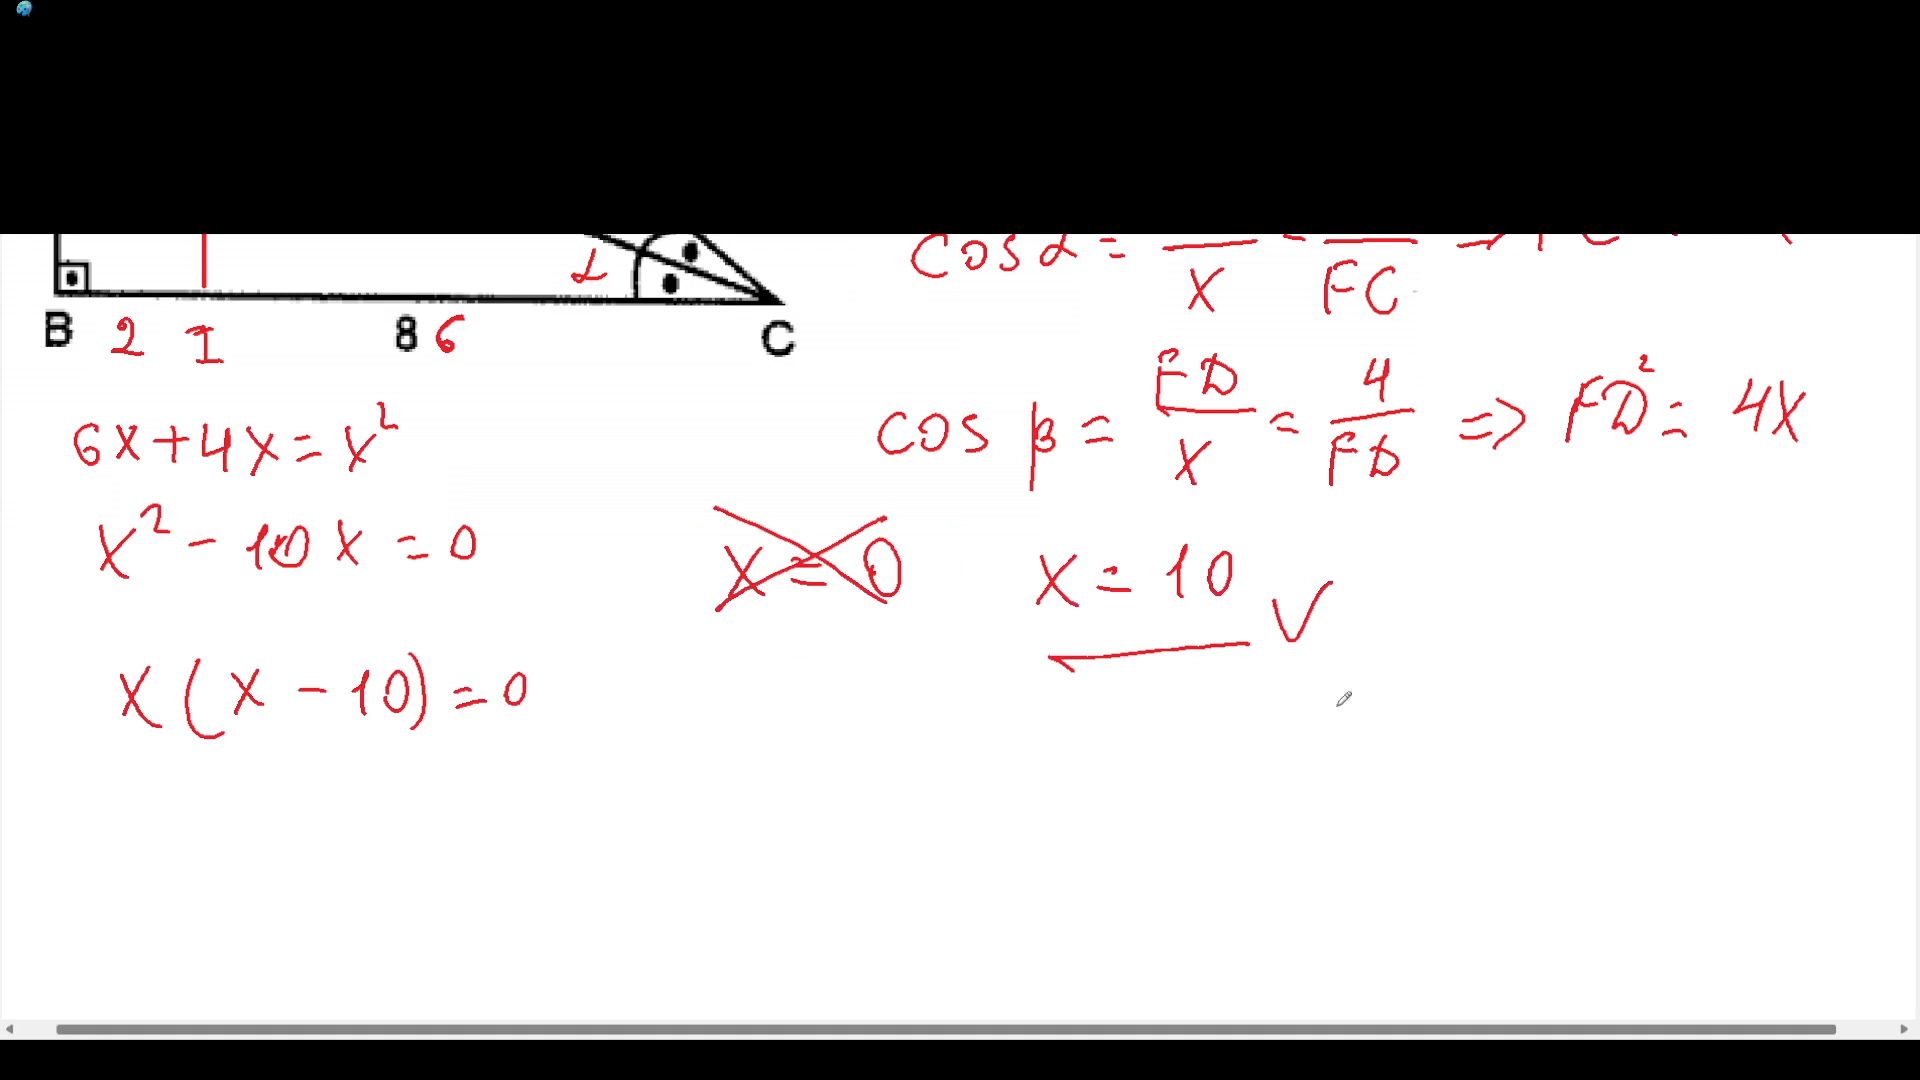 cos α = 
X FC
α
B 2 I 8 6 C
cos β = FD/X = 4/FD => FD² = 4X
6X+4X=X²
X² - 10X = 0
X = 0
X = 10 ✓
X(X - 10) = 0